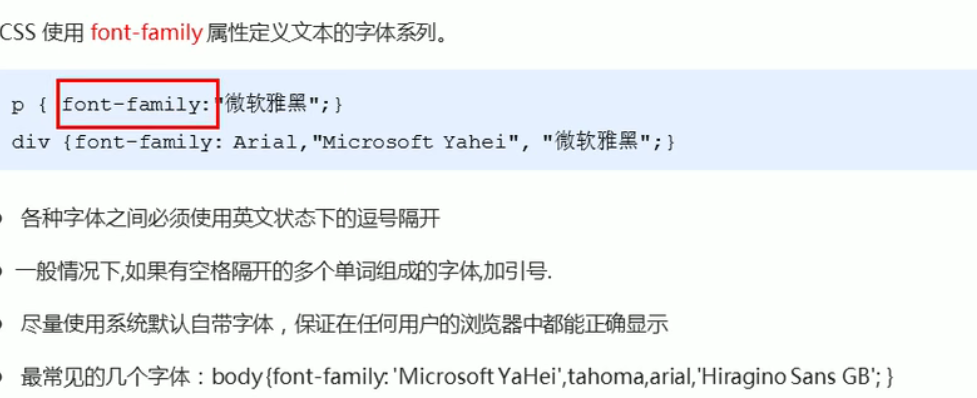 CSS 使用 font-family 属性定义文本的字体系列。
p { font-family:"微软雅黑";}
div {font-family: Arial,"Microsoft Yahei", "微软雅黑";}
各种字体之间必须使用英文状态下的逗号隔开
一般情况下,如果有空格隔开的多个单词组成的字体,加引号.
尽量使用系统默认自带字体，保证在任何用户的浏览器中都能正确显示
最常见的几个字体：body{font-family: 'Microsoft YaHei',tahoma,arial,'Hiragino Sans GB'; }